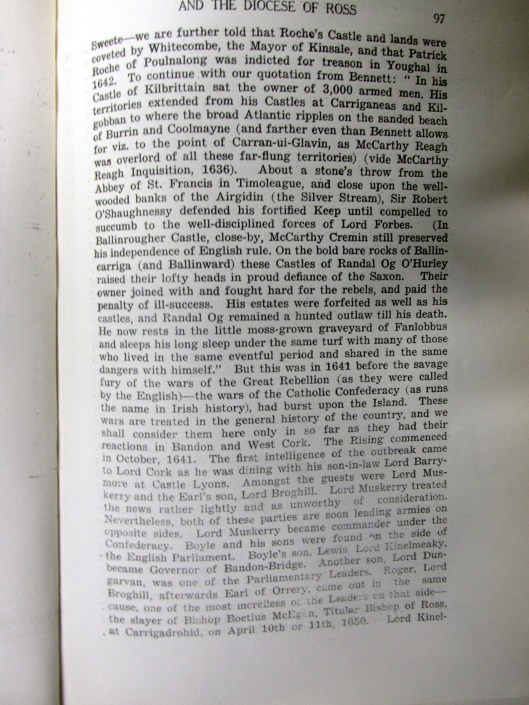 AND THE DIOCESE OF ROSS
97
Sweete—we are further told that Roche's Castle and lands were
coveted by Whitecombe, the Mayor of Kinsale, and that Patrick
Roche of Poulnalong was indicted for treason in Youghal in
1642. To continue with our quotation from Bennett: " In his
Castle of Kilbrittain sat the owner of 3,000 armed men. His
territories extended from his Castles at Carriganeas and Kil-
gobban to where the broad Atlantic ripples on the sanded beach
of Burrin and Coolmayne (and farther even than Bennett allows
for viz. to the point of Carran-ui-Glavin, as McCarthy Reagh
was overlord of all these far-flung territories) (vide McCarthy
Reagh Inquisition, 1636). About a stone's throw from the
Abbey of St. Francis in Timoleague, and close upon the well-
wooded banks of the Airgidin (the Silver Stream), Sir Robert
O'Shaughnessy defended his fortified Keep until compelled to
succumb to the well-disciplined forces of Lord Forbes. (In
Ballinrougher Castle, close-by, McCarthy Cremin still preserved
his independence of English rule. On the bold bare rocks of Ballin-
carriga (and Ballinward) these Castles of Randal Og O'Hurley
raised their lofty heads in proud defiance of the Saxon. Their
owner joined with and fought hard for the rebels, and paid the
penalty of ill-success. His estates were forfeited as well as his
castles, and Randal Og remained a hunted outlaw till his death.
He now rests in the little moss-grown graveyard of Fanlobbus
and sleeps his long sleep under the same turf with many of those
who lived in the same eventful period and shared in the same
dangers with himself." But this was in 1641 before the savage
fury of the wars of the Great Rebellion (as they were called
by the English)—the wars of the Catholic Confederacy (as runs
the name in Irish history), had burst upon the Island. These
wars are treated in the general history of the country, and we
shall consider them here only in so far as they had their
reactions in Bandon and West Cork. The Rising commenced
in October, 1641. The first intelligence of the outbreak came
to Lord Cork as he was dining with his son-in-law Lord Barry-
more at Castle Lyons. Amongst the guests were Lord Mus-
kerry and the Earl's son, Lord Broghill. Lord Muskerry treated
the news rather lightly and as unworthy of consideration.
Nevertheless, both of these parties are soon leading armies on
opposite sides. Lord Muskerry became commander under the
Confederacy. Boyle and his sons were found on the side of
the English Parliament. Boyle's son, Lewis, Lord Kinelmeaky,
became Governor of Bandon-Bridge. Another son, Lord Dun-
garvan, was one of the Parliamentary Leaders. Roger, Lord
Broghill, afterwards Earl of Orrery, came out in the same
cause, one of the most merciless of the Leaders on that side—
the slayer of Bishop Boetius McEgan, Titular Bishop of Ross,
at Carrigadrohid, on April 10th or 11th, 1650. Lord Kinel-